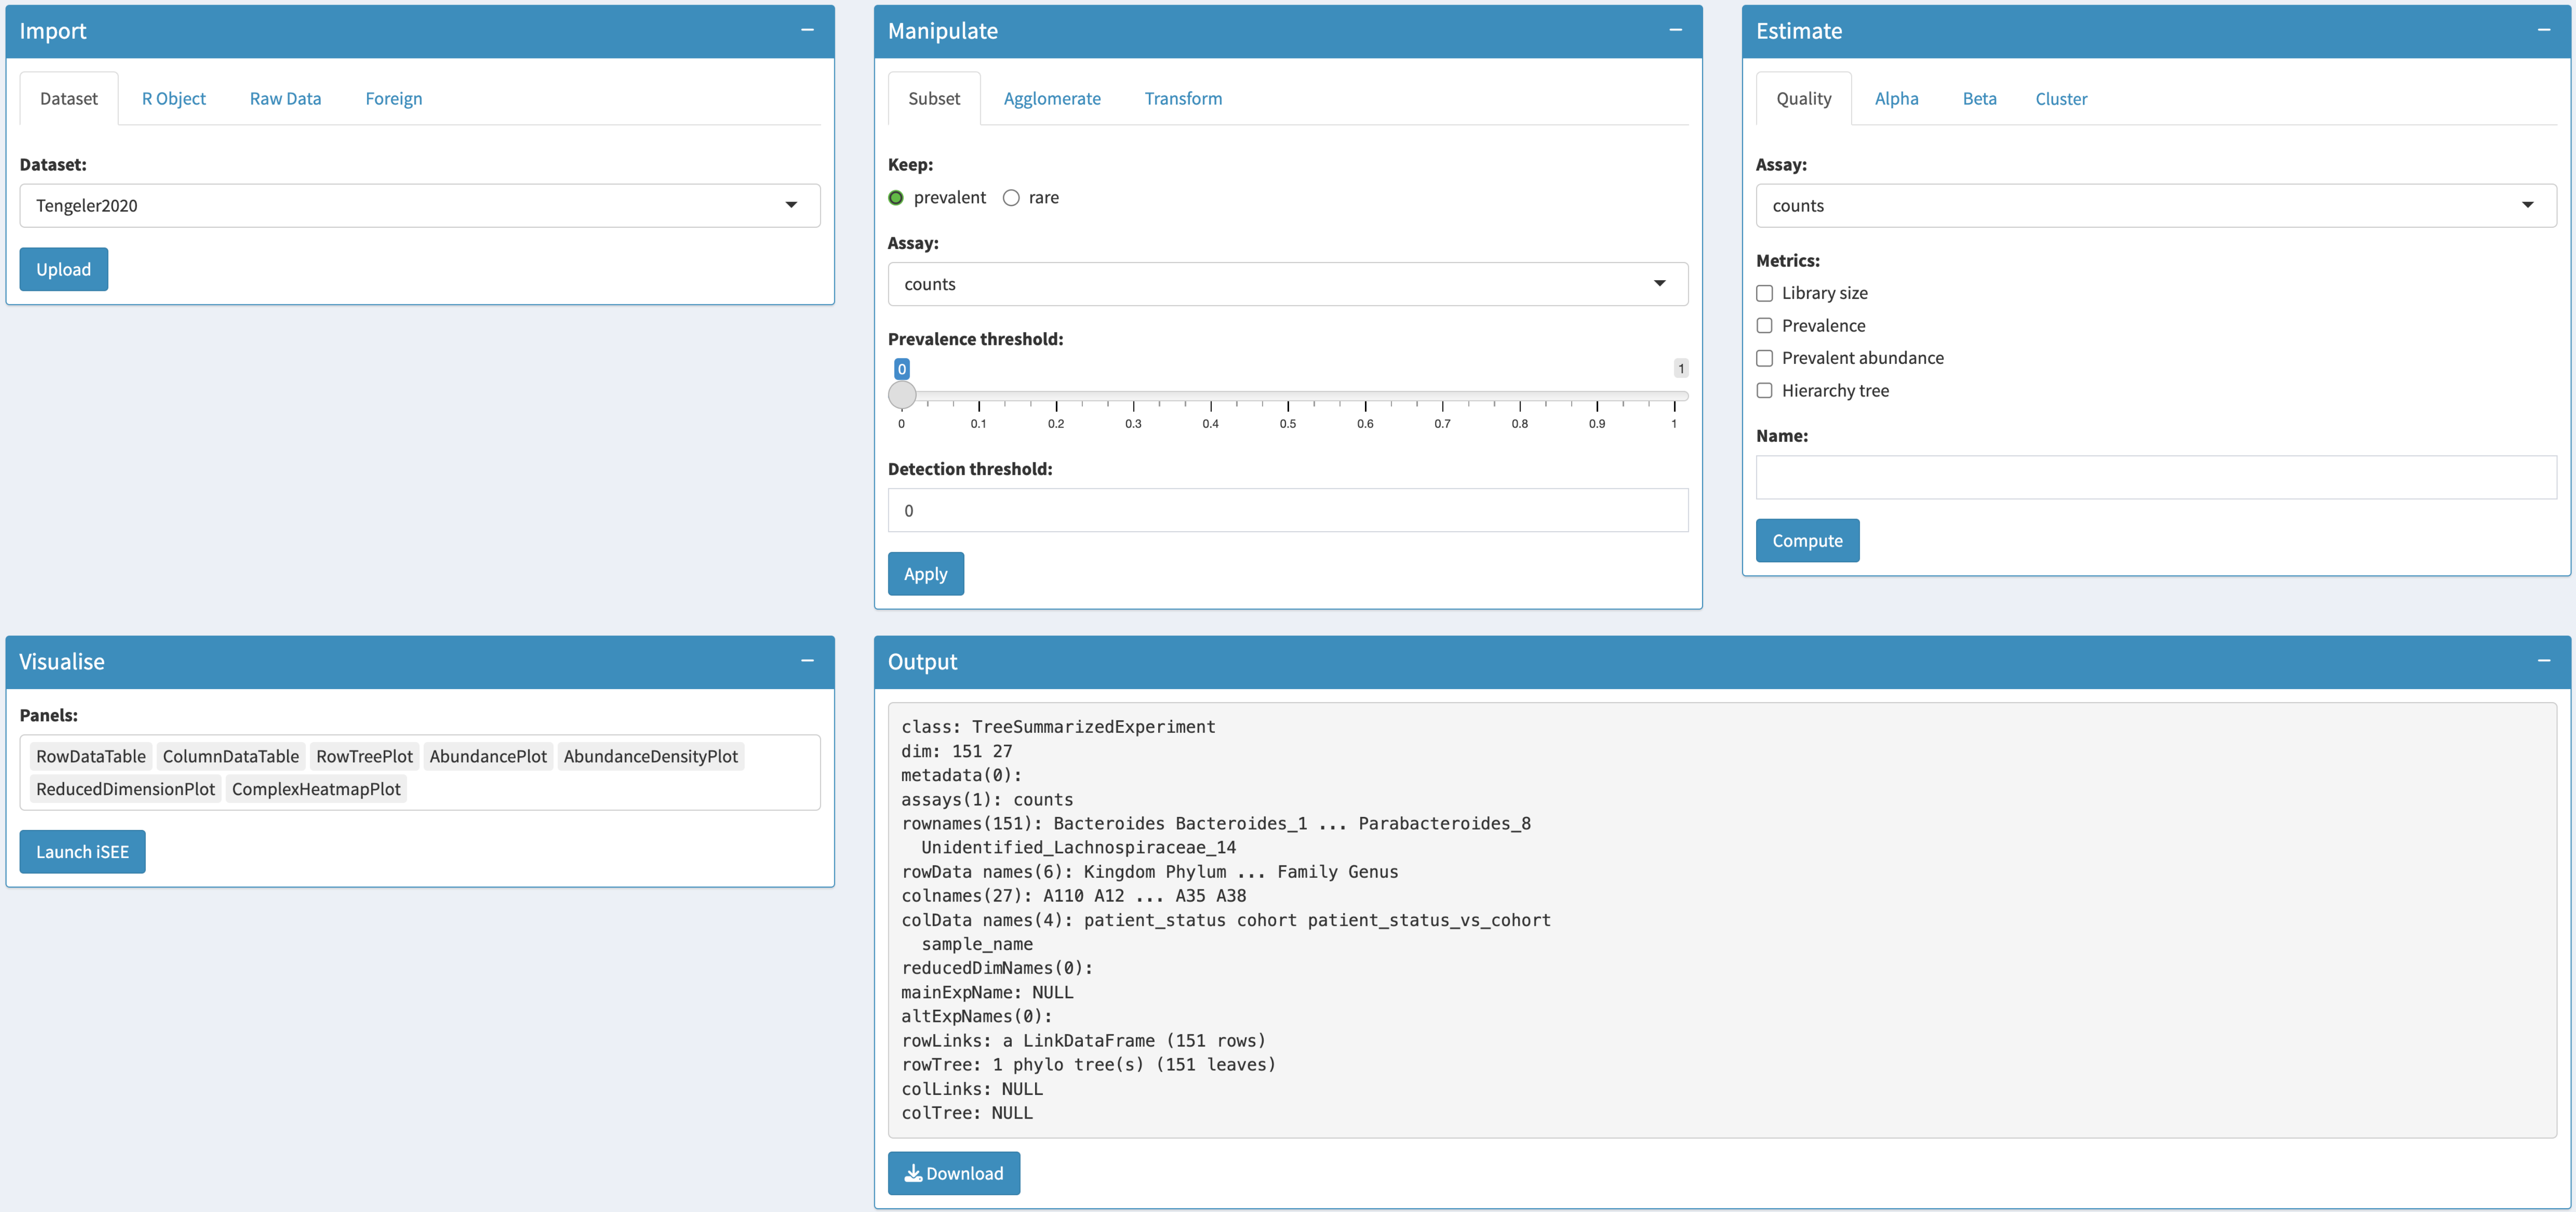 Import
Dataset R Object Raw Data Foreign
Dataset:
Tengeler2020
Upload
Manipulate
Subset Agglomerate Transform
Keep:
prevalent rare
Assay:
counts
Prevalence threshold:
0 1
0 0.1 0.2 0.3 0.4 0.5 0.6 0.7 0.8 0.9 1
Detection threshold:
0
Apply
Estimate
Quality Alpha Beta Cluster
Assay:
counts
Metrics:
Library size
Prevalence
Prevalent abundance
Hierarchy tree
Name:
Compute
Visualise
Panels:
RowDataTable ColumnDataTable RowTreePlot AbundancePlot AbundanceDensityPlot
ReducedDimensionPlot ComplexHeatmapPlot
Launch iSEE
Output
class: TreeSummarizedExperiment
dim: 151 27
metadata(0):
assays(1): counts
rownames(151): Bacteroides Bacteroides_1 ... Parabacteroides_8
Unidentified_Lachnospiraceae_14
rowData names(6): Kingdom Phylum ... Family Genus
colnames(27): A110 A12 ... A35 A38
colData names(4): patient_status cohort patient_status_vs_cohort
sample_name
reducedDimNames(0):
mainExpName: NULL
altExpNames(0):
rowLinks: a LinkDataFrame (151 rows)
rowTree: 1 phylo tree(s) (151 leaves)
colLinks: NULL
colTree: NULL
Download